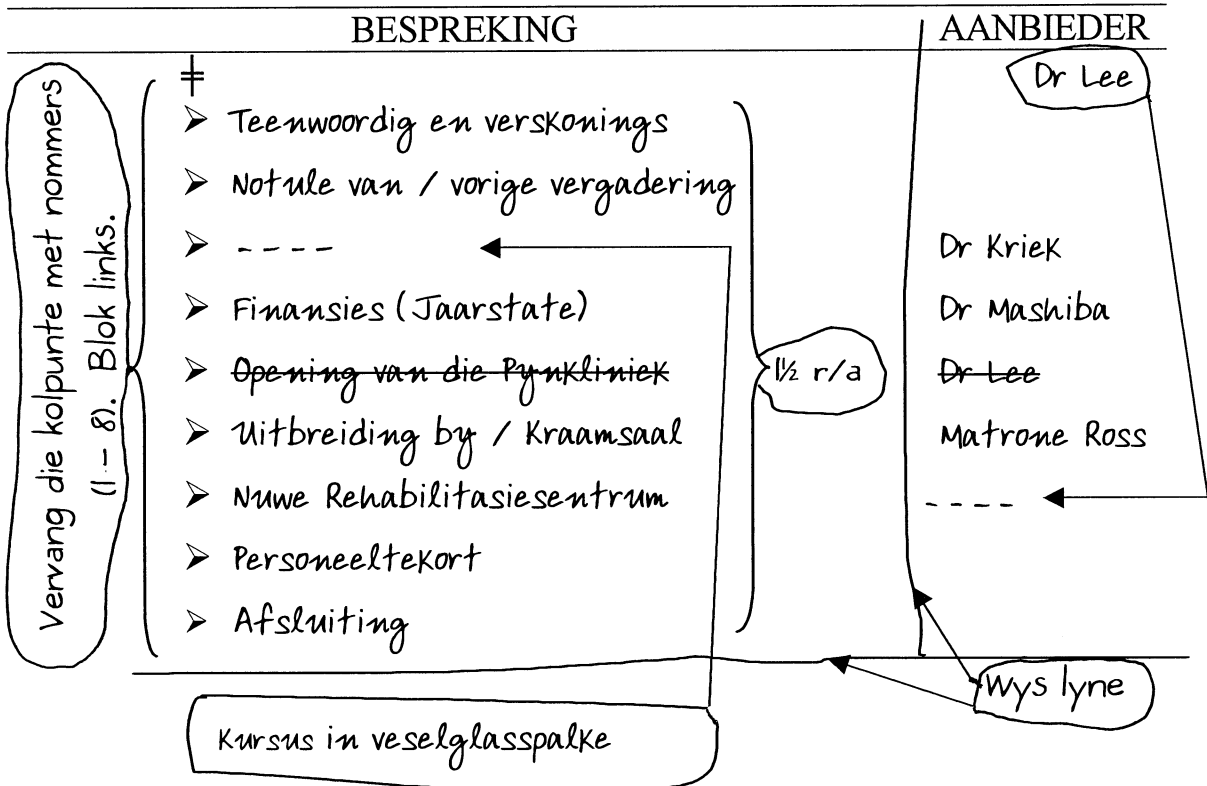 BESPREKING AANBIEDER
Dr Lee
Vervang die kolpunte met nommers
(1 – 8). Blok links.
➢ Teenwoordig en verskonings
➢ Notule van / vorige vergadering
➢ ---- Dr Kriek
➢ Finansies (Jaarstate) Dr Mashiba
➢ Opening van die Pynkliniek 1½ r/a Dr Lee
➢ Uitbreiding by / Kraamsaal Matrone Ross
➢ Nuwe Rehabilitasiesentrum ----
➢ Personeeltekort
➢ Afsluiting
Wys lyne
Kursus in veselglasspalke